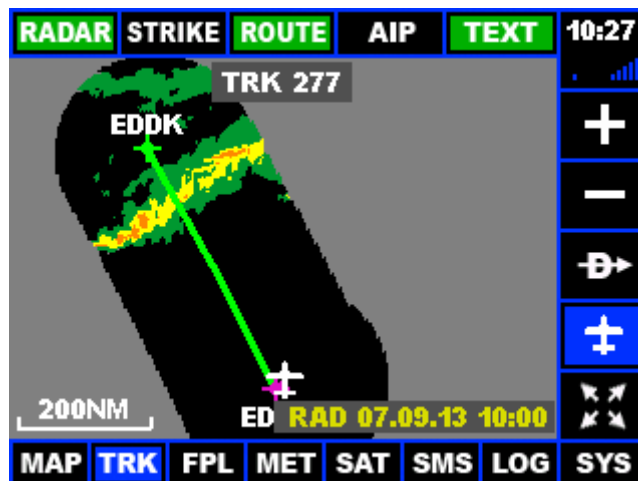 RADAR STRIKE ROUTE AIP TEXT 10:27
TRK 277
EDDK
200NM
ED RAD 07.09.13 10:00
MAP TRK FPL MET SAT SMS LOG SYS